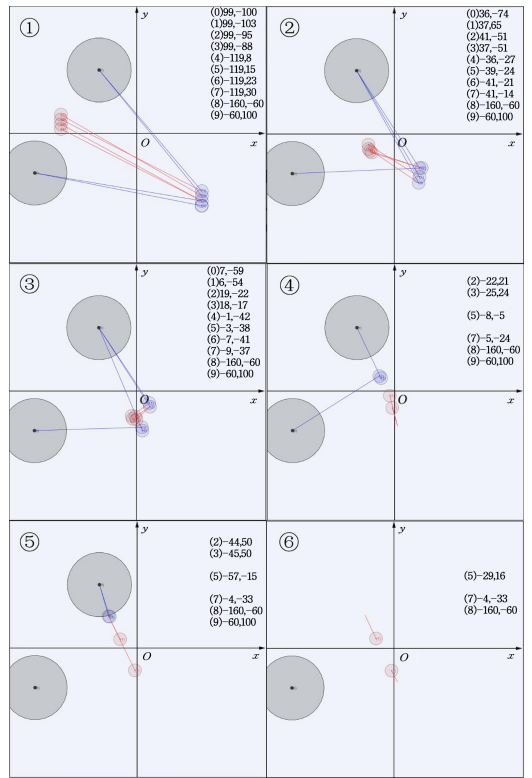 ①
y
(0)99,-100
(1)99,-103
(2)99,-95
(3)99,-88
(4)-119,8
(5)-119,15
(6)-119,23
(7)-119,30
(8)-160,-60
(9)-60,100
O
x
②
y
(0)36,-74
(1)37,65
(2)41,-51
(3)37,-51
(4)-36,-27
(5)-39,-24
(6)-41,-21
(7)-41,-14
(8)-160,-60
(9)-60,100
O
x
③
y
(0)7,-59
(1)6,-54
(2)19,-22
(3)18,-17
(4)-1,-42
(5)-3,-38
(6)-7,-41
(7)-9,-37
(8)-160,-60
(9)-60,100
O
x
④
y
(2)-22,21
(3)-25,24
(5)-8,-5
(7)-5,-24
(8)-160,-60
(9)-60,100
O
x
⑤
y
(2)-44,50
(3)-45,50
(5)-57,-15
(7)-4,-33
(8)-160,-60
(9)-60,100
O
x
⑥
y
(5)-29,16
(7)-4,-33
(8)-160,-60
O
x